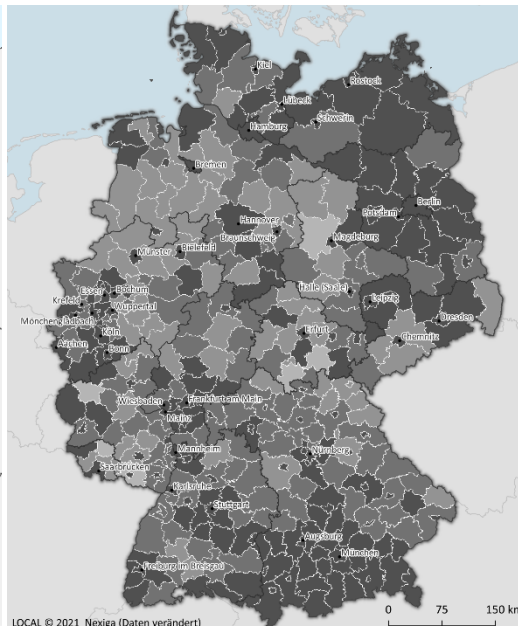 Kiel
Rostock
Lübeck
Hamburg
Schwerin
Bremen
Berlin
Potsdam
Hannover
Braunschweig
Magdeburg
Münster
Bielefeld
Halle (Saale)
Leipzig
Essen
Bochum
Krefeld
Wuppertal
Mönchengladbach
Köln
Dresden
Erfurt
Chemnitz
Aachen
Bonn
Wiesbaden
Frankfurt am Main
Mainz
Mannheim
Nürnberg
Saarbrücken
Karlsruhe
Stuttgart
Augsburg
München
Freiburg im Breisgau
0 75 150 km
LOCAL © 2021 Nexiga (Daten verändert)